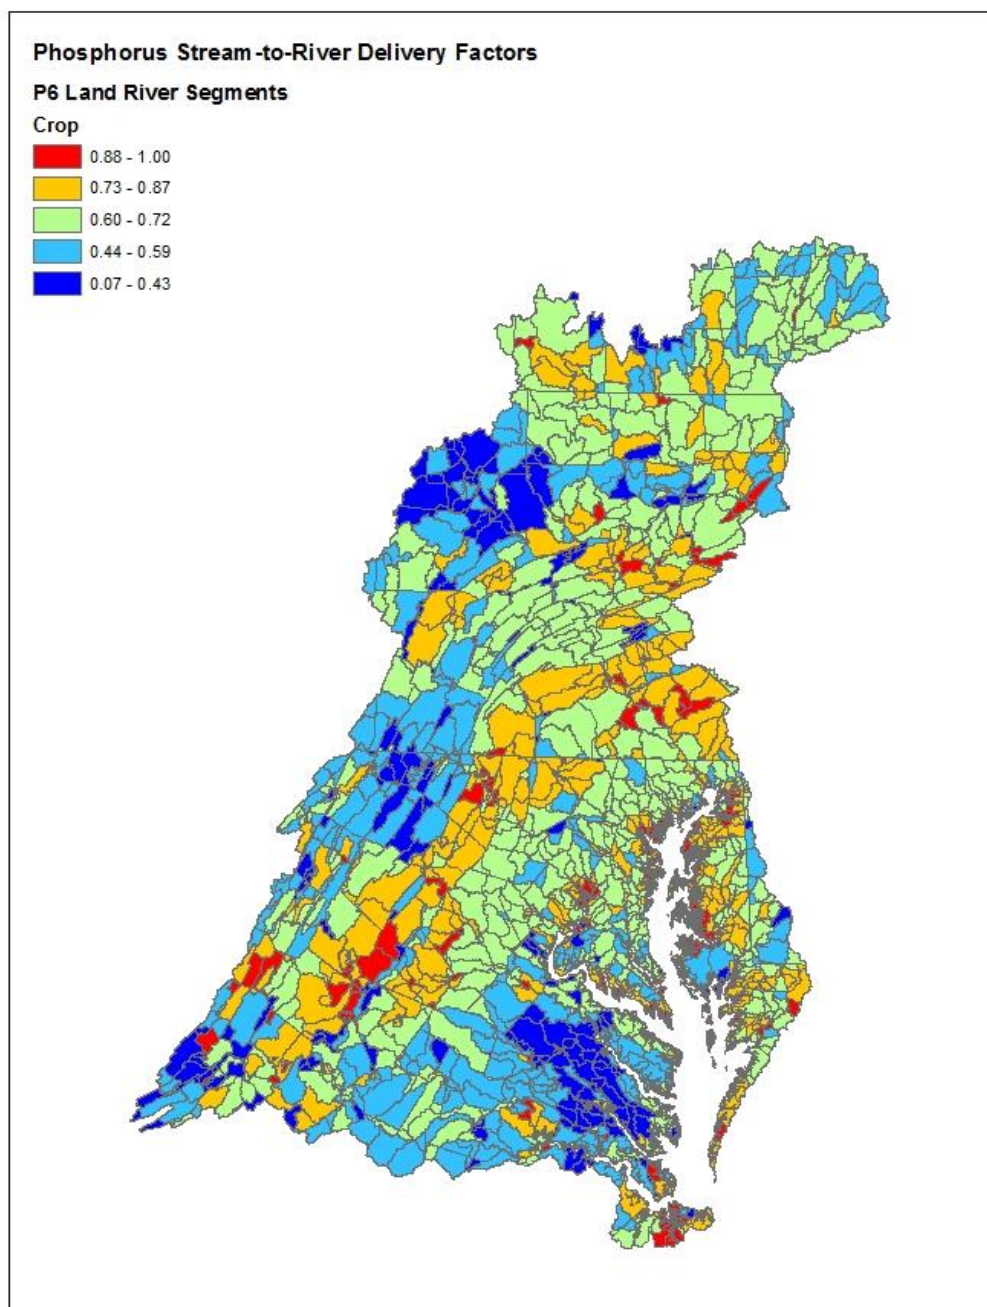 Phosphorus Stream-to-River Delivery Factors
P6 Land River Segments
Crop
0.88 - 1.00
0.73 - 0.87
0.60 - 0.72
0.44 - 0.59
0.07 - 0.43